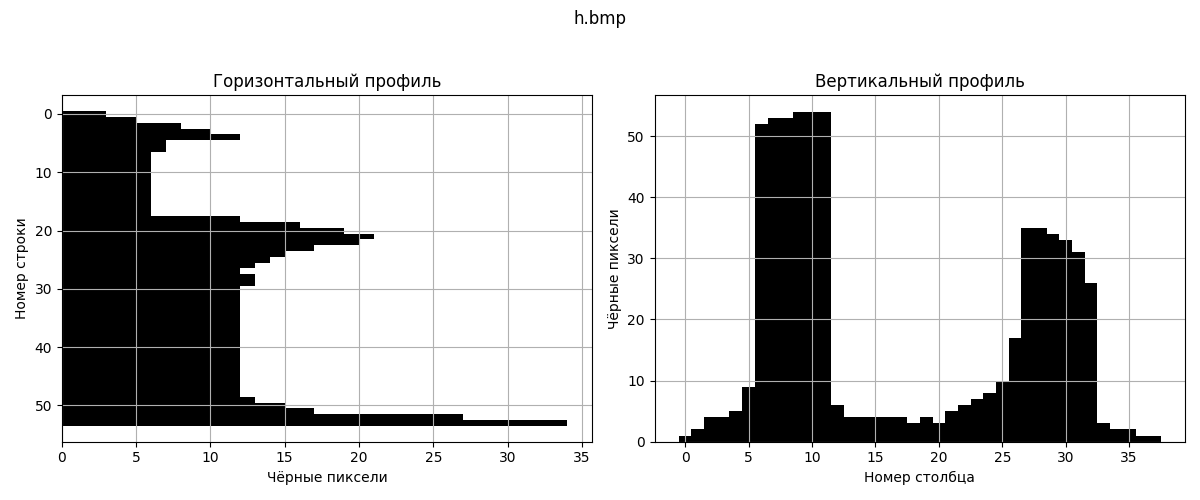 h.bmp
Горизонтальный профиль
Вертикальный профиль
0
10
20
30
40
50
Номер строки
0 5 10 15 20 25 30 35
Чёрные пиксели
50
40
30
20
10
0
Чёрные пиксели
0 5 10 15 20 25 30 35
Номер столбца